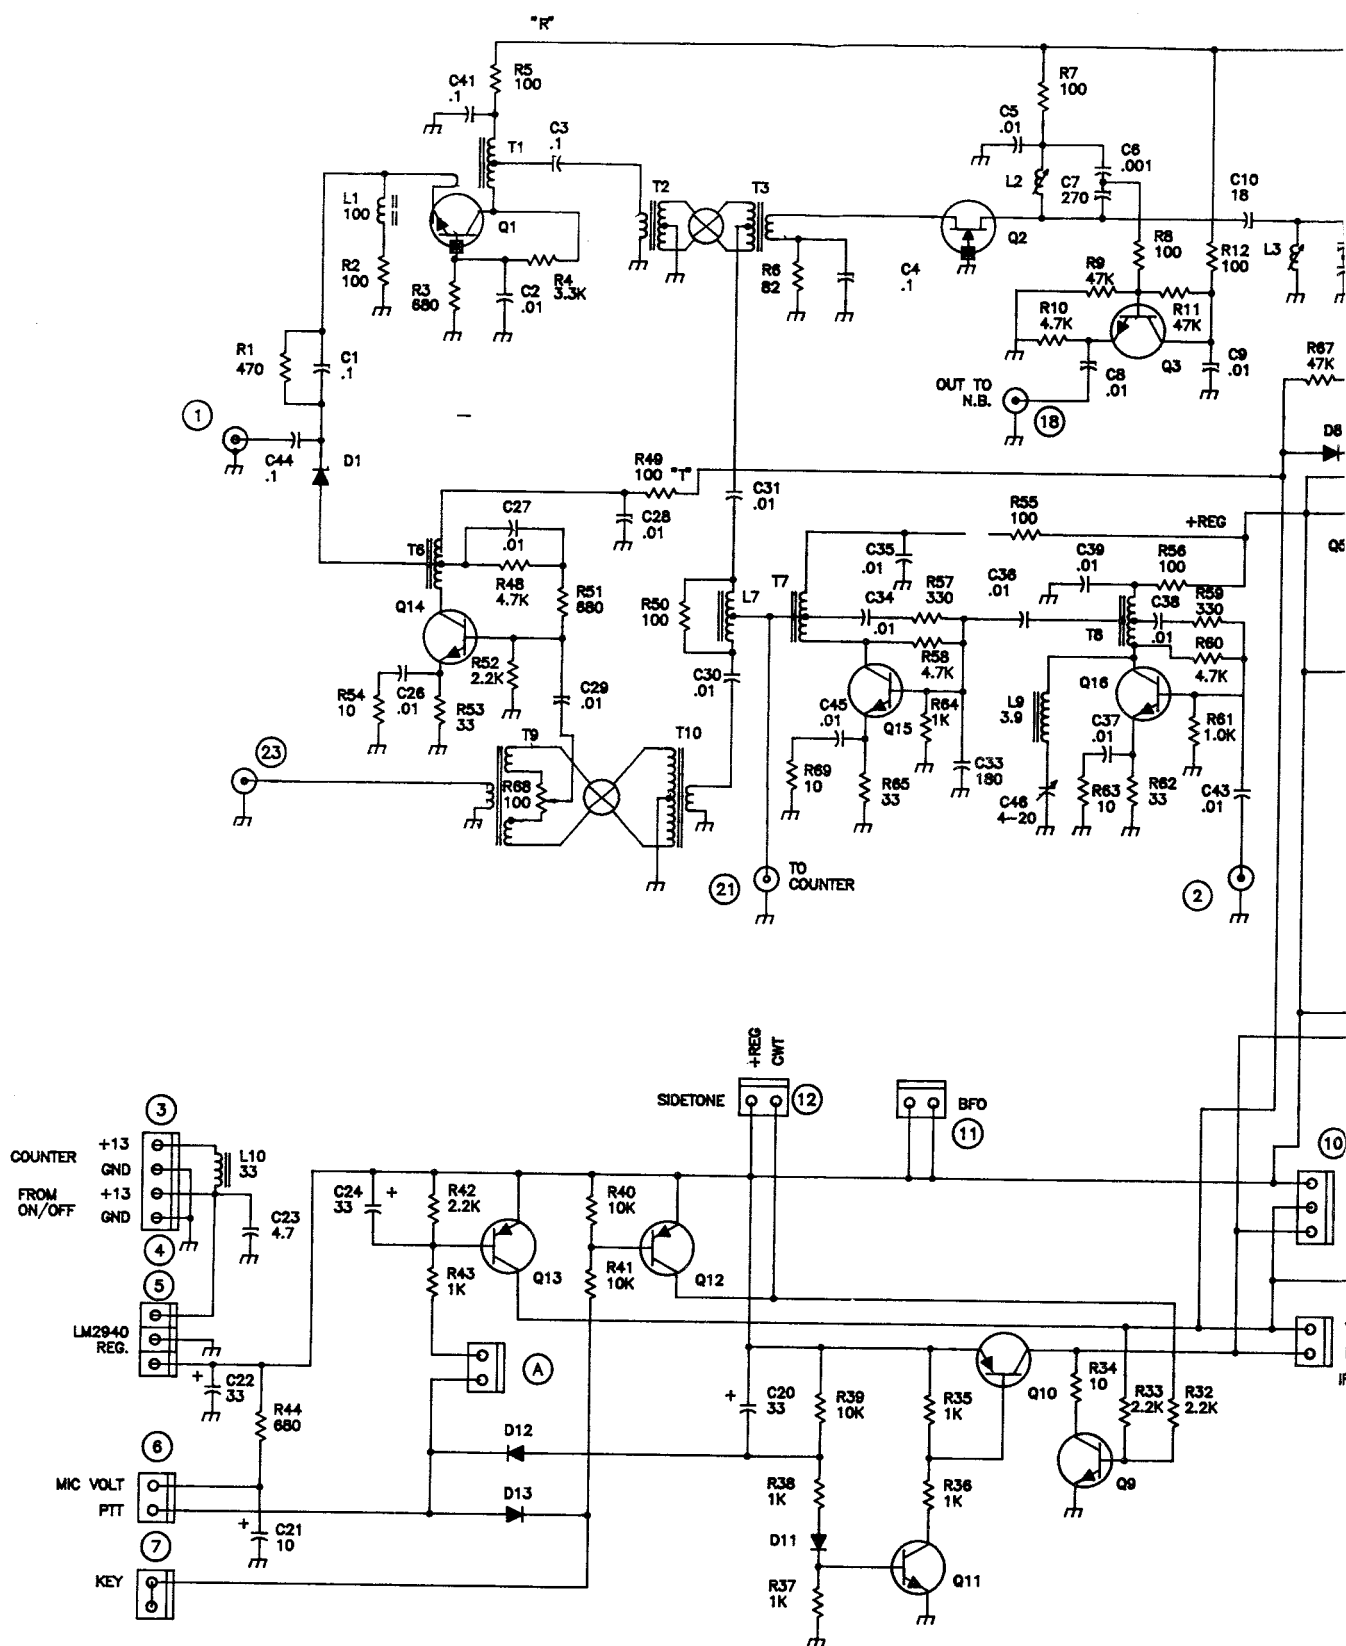 "R"
R5
100
C41
.1
R7
100
C5
.01
C3
.1
T1
C6
.001
L2
C7
270
C10
18
L1
100
T2
T3
Q1
Q2
R8
100
R12
100
L3
R2
100
R3
680
C2
.01
R4
3.3K
R6
82
C4
.1
R9
47K
R10
4.7K
R11
47K
R1
470
C1
.1
Q3
C8
.01
C9
.01
R67
47K
OUT TO
N.B.
1
18
C44
.1
D1
D8
R49
100
"T"
C31
.01
C27
.01
C28
.01
R55
100
+REG
T6
R48
4.7K
R51
680
C35
.01
C39
.01
R56
100
Q14
R50
100
L7
T7
C34
.01
R57
330
C36
.01
C38
.01
R59
330
T8
R52
2.2K
C30
.01
R58
4.7K
R60
4.7K
R54
10
C26
.01
R53
33
C29
.01
C45
.01
Q15
R64
1K
L9
3.9
Q16
C37
.01
R61
1.0K
23
T9
T10
R68
100
R69
10
R65
33
C33
180
C46
4-20
R63
10
R62
33
C43
.01
21
TO
COUNTER
2
+REG
CWT
SIDETONE
12
BFO
11
3
COUNTER
+13
GND
FROM
ON/OFF
+13
GND
L10
33
10
C24
33
+
R42
2.2K
R40
10K
C23
4.7
4
5
R43
1K
Q13
R41
10K
Q12
LM2940
REG.
A
+
C22
33
R44
680
+
C20
33
R39
10K
R35
1K
Q10
R34
10
R33
2.2K
R32
2.2K
6
D12
MIC VOLT
PTT
D13
R38
1K
R36
1K
Q9
+
C21
10
D11
7
KEY
R37
1K
Q11